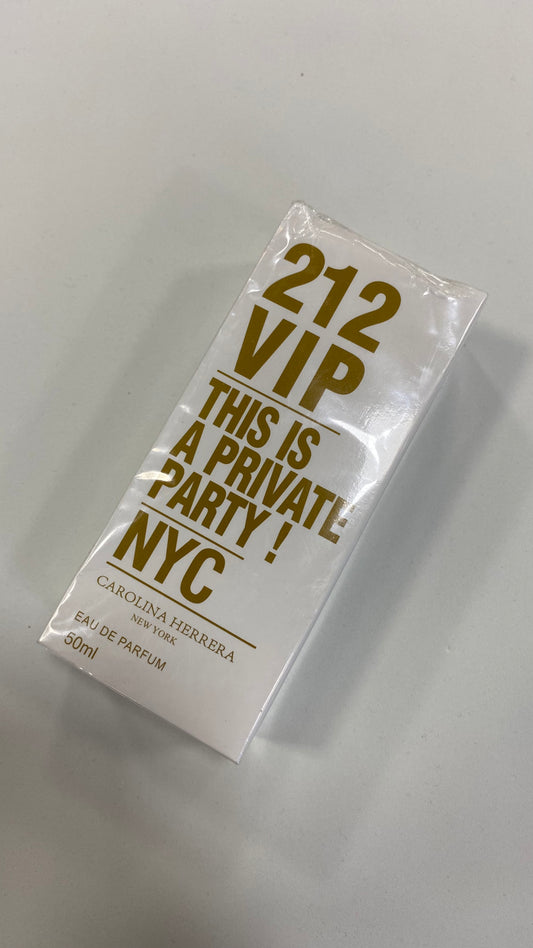 212
VIP
THIS IS
A PRIVATE
PARTY !
NYC
CAROLINA HERRERA
NEW YORK
EAU DE PARFUM
50ml